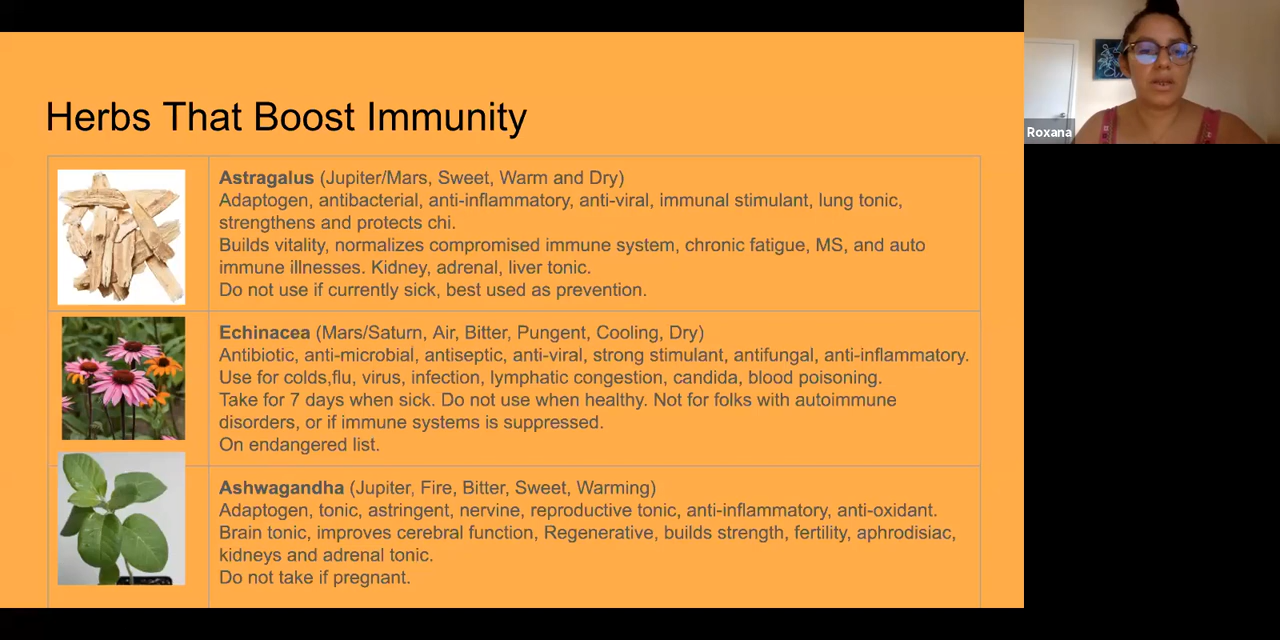 Herbs That Boost Immunity
Astragalus (Jupiter/Mars, Sweet, Warm and Dry)
Adaptogen, antibacterial, anti-inflammatory, anti-viral, immunal stimulant, lung tonic,
strengthens and protects chi.
Builds vitality, normalizes compromised immune system, chronic fatigue, MS, and auto
immune illnesses. Kidney, adrenal, liver tonic.
Do not use if currently sick, best used as prevention.
Echinacea (Mars/Saturn, Air, Bitter, Pungent, Cooling, Dry)
Antibiotic, anti-microbial, antiseptic, anti-viral, strong stimulant, antifungal, anti-inflammatory.
Use for colds,flu, virus, infection, lymphatic congestion, candida, blood poisoning.
Take for 7 days when sick. Do not use when healthy. Not for folks with autoimmune
disorders, or if immune systems is suppressed.
On endangered list.
Ashwagandha (Jupiter, Fire, Bitter, Sweet, Warming)
Adaptogen, tonic, astringent, nervine, reproductive tonic, anti-inflammatory, anti-oxidant.
Brain tonic, improves cerebral function, Regenerative, builds strength, fertility, aphrodisiac,
kidneys and adrenal tonic.
Do not take if pregnant.
Roxana